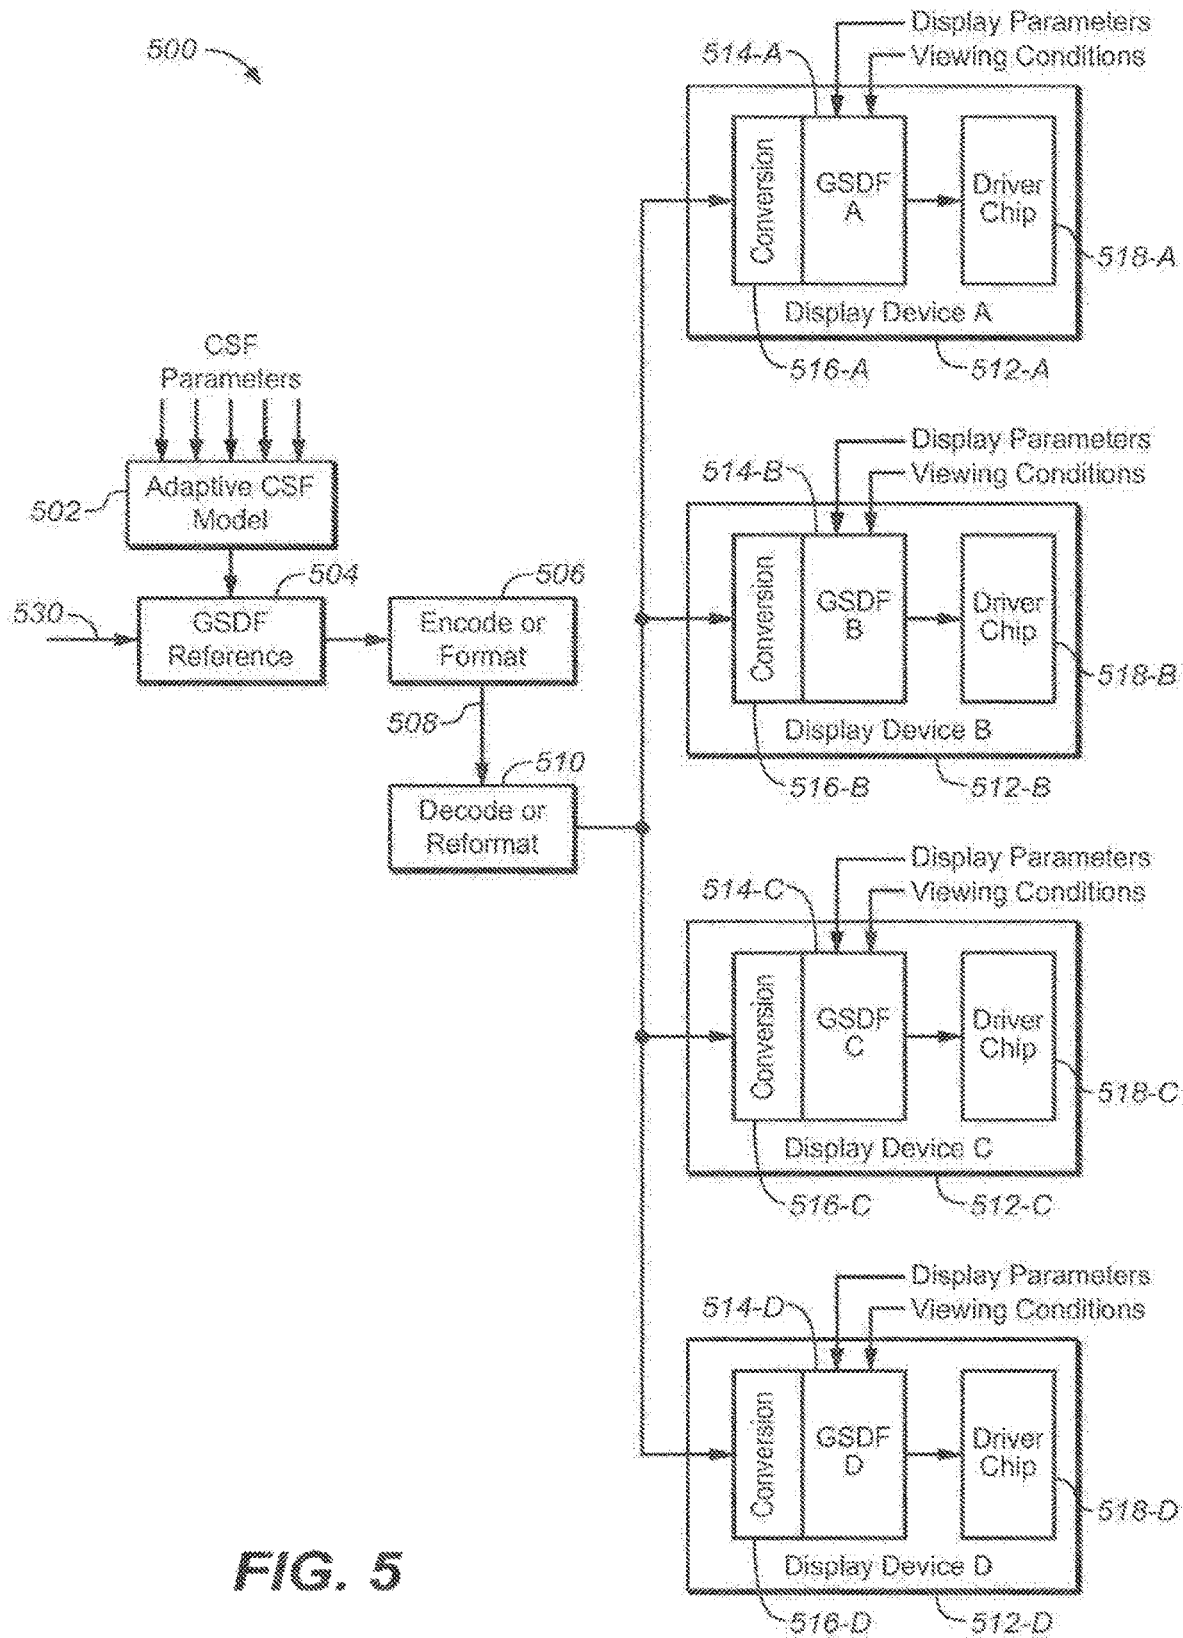 500
Display Parameters
Viewing Conditions
514-A
Conversion
GSDF
A
Driver
Chip
518-A
Display Device A
516-A
512-A
CSF
Parameters
Adaptive CSF
Model
502
504
530
GSDF
Reference
506
Encode or
Format
508
510
Decode or
Reformat
Display Parameters
Viewing Conditions
514-B
Conversion
GSDF
B
Driver
Chip
518-B
Display Device B
516-B
512-B
Display Parameters
Viewing Conditions
514-C
Conversion
GSDF
C
Driver
Chip
518-C
Display Device C
516-C
512-C
Display Parameters
Viewing Conditions
514-D
Conversion
GSDF
D
Driver
Chip
518-D
Display Device D
516-D
512-D
FIG. 5